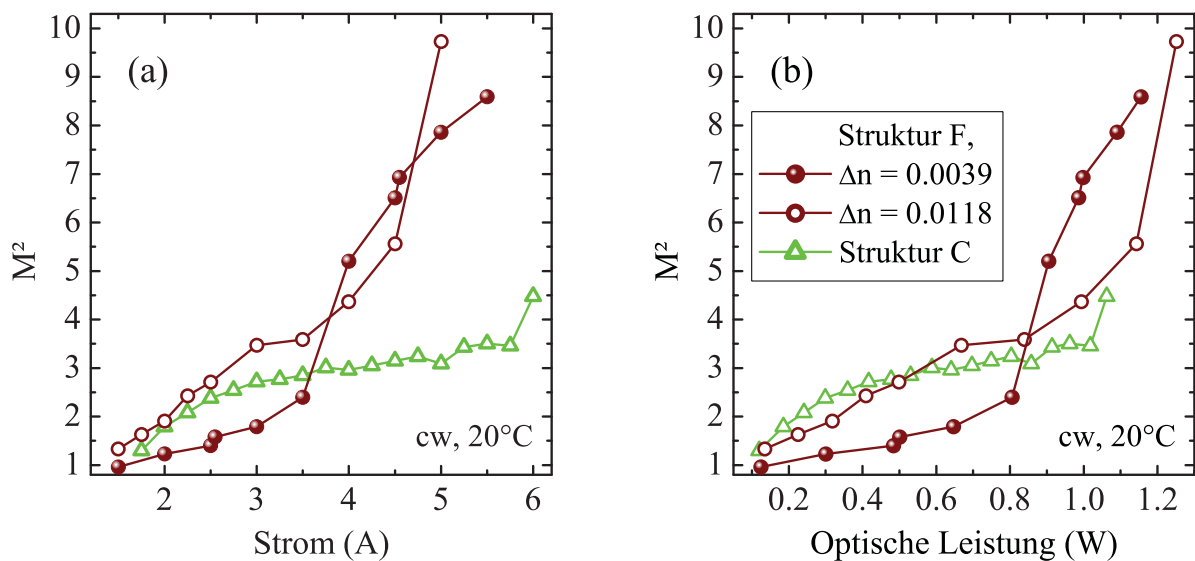 (a)
M²
10
9
8
7
6
5
4
3
2
1
2 3 4 5 6
Strom (A)
cw, 20°C
(b)
M²
10
9
8
7
6
5
4
3
2
1
0.2 0.4 0.6 0.8 1.0 1.2
Optische Leistung (W)
Struktur F,
Δn = 0.0039
Δn = 0.0118
Struktur C
cw, 20°C